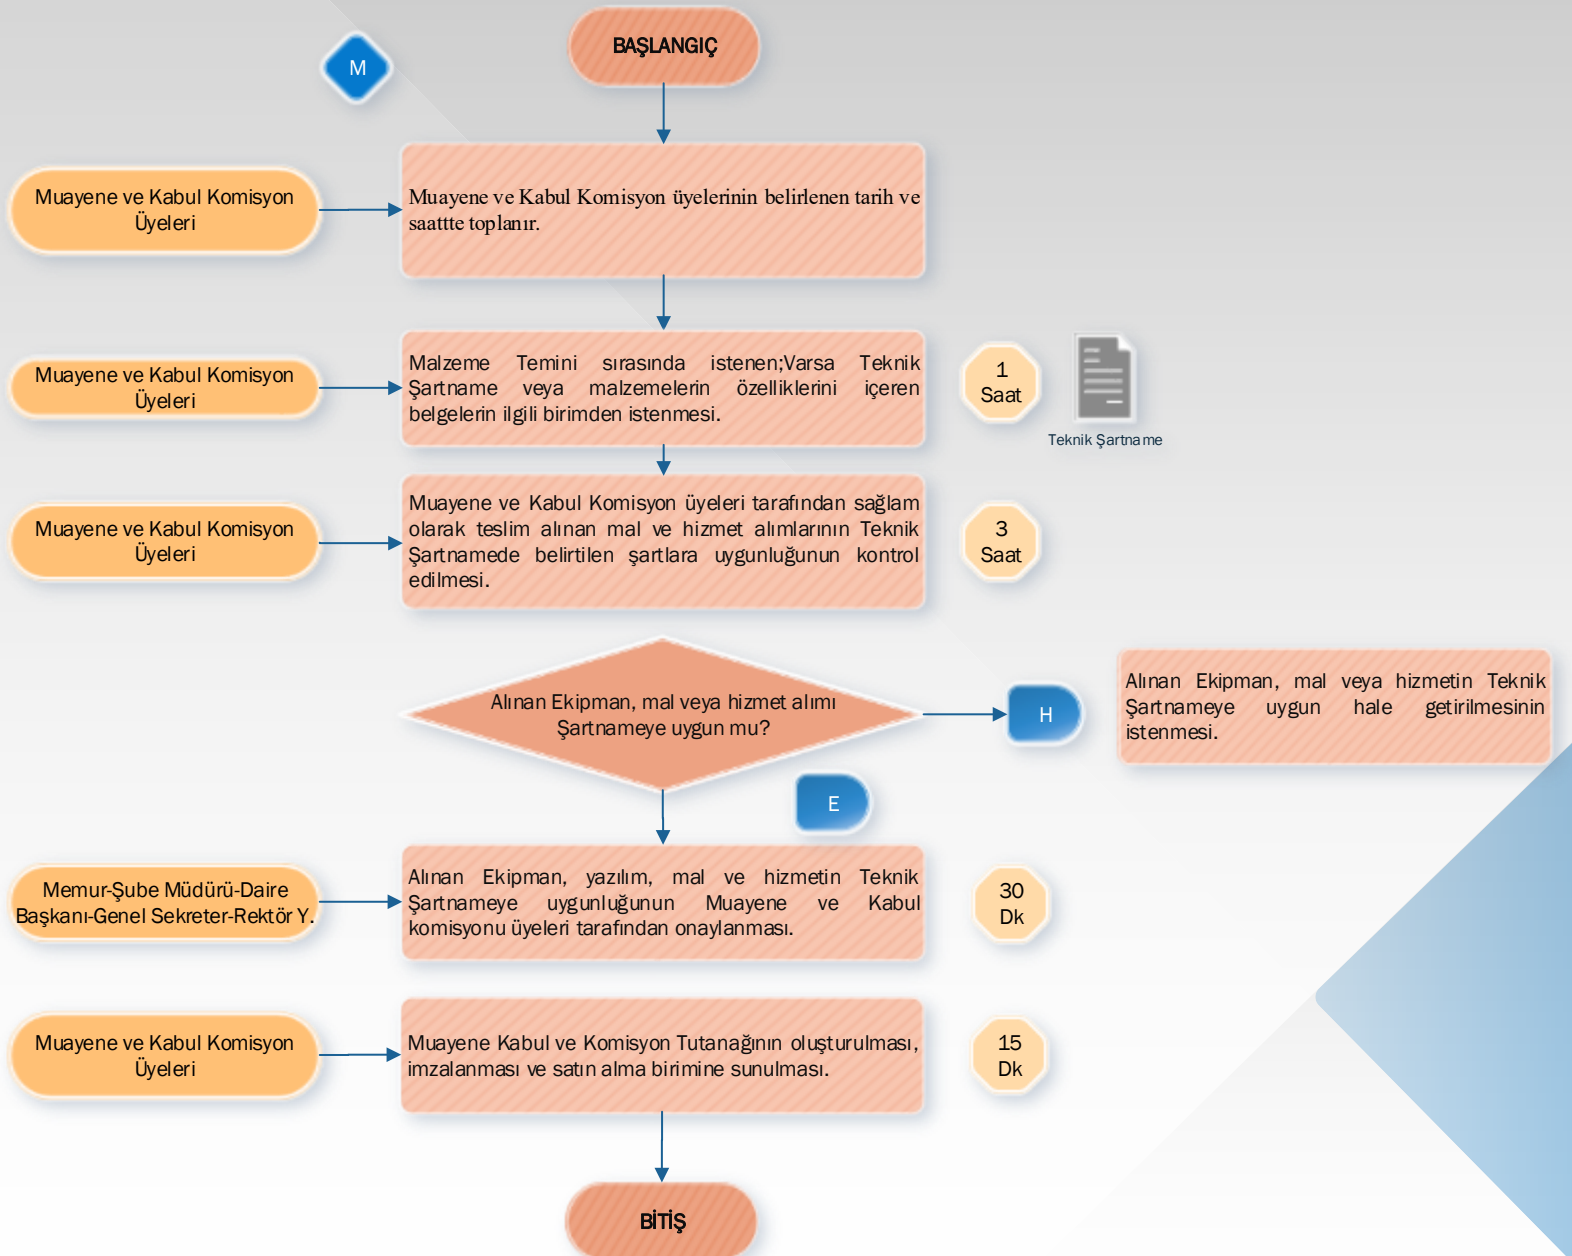 BAŞLANGIÇ
M
Muayene ve Kabul Komisyon
Üyeleri
Muayene ve Kabul Komisyon üyelerinin belirlenen tarih ve
saattte toplanır.
Muayene ve Kabul Komisyon
Üyeleri
Malzeme Temini sırasında istenen;Varsa Teknik
Şartname veya malzemelerin özelliklerini içeren
belgelerin ilgili birimden istenmesi.
1
Saat
Teknik Şartname
Muayene ve Kabul Komisyon
Üyeleri
Muayene ve Kabul Komisyon üyeleri tarafından sağlam
olarak teslim alınan mal ve hizmet alımlarının Teknik
Şartnamede belirtilen şartlara uygunluğunun kontrol
edilmesi.
3
Saat
Alınan Ekipman, mal veya hizmet alımı
Şartnameye uygun mu?
H
Alınan Ekipman, mal veya hizmetin Teknik
Şartnameye uygun hale getirilmesinin
istenmesi.
E
Memur-Şube Müdürü-Daire
Başkanı-Genel Sekreter-Rektör Y.
Alınan Ekipman, yazılım, mal ve hizmetin Teknik
Şartnameye uygunluğunun Muayene ve Kabul
komisyonu üyeleri tarafından onaylanması.
30
Dk
Muayene ve Kabul Komisyon
Üyeleri
Muayene Kabul ve Komisyon Tutanağının oluşturulması,
imzalanması ve satın alma birimine sunulması.
15
Dk
BİTİŞ